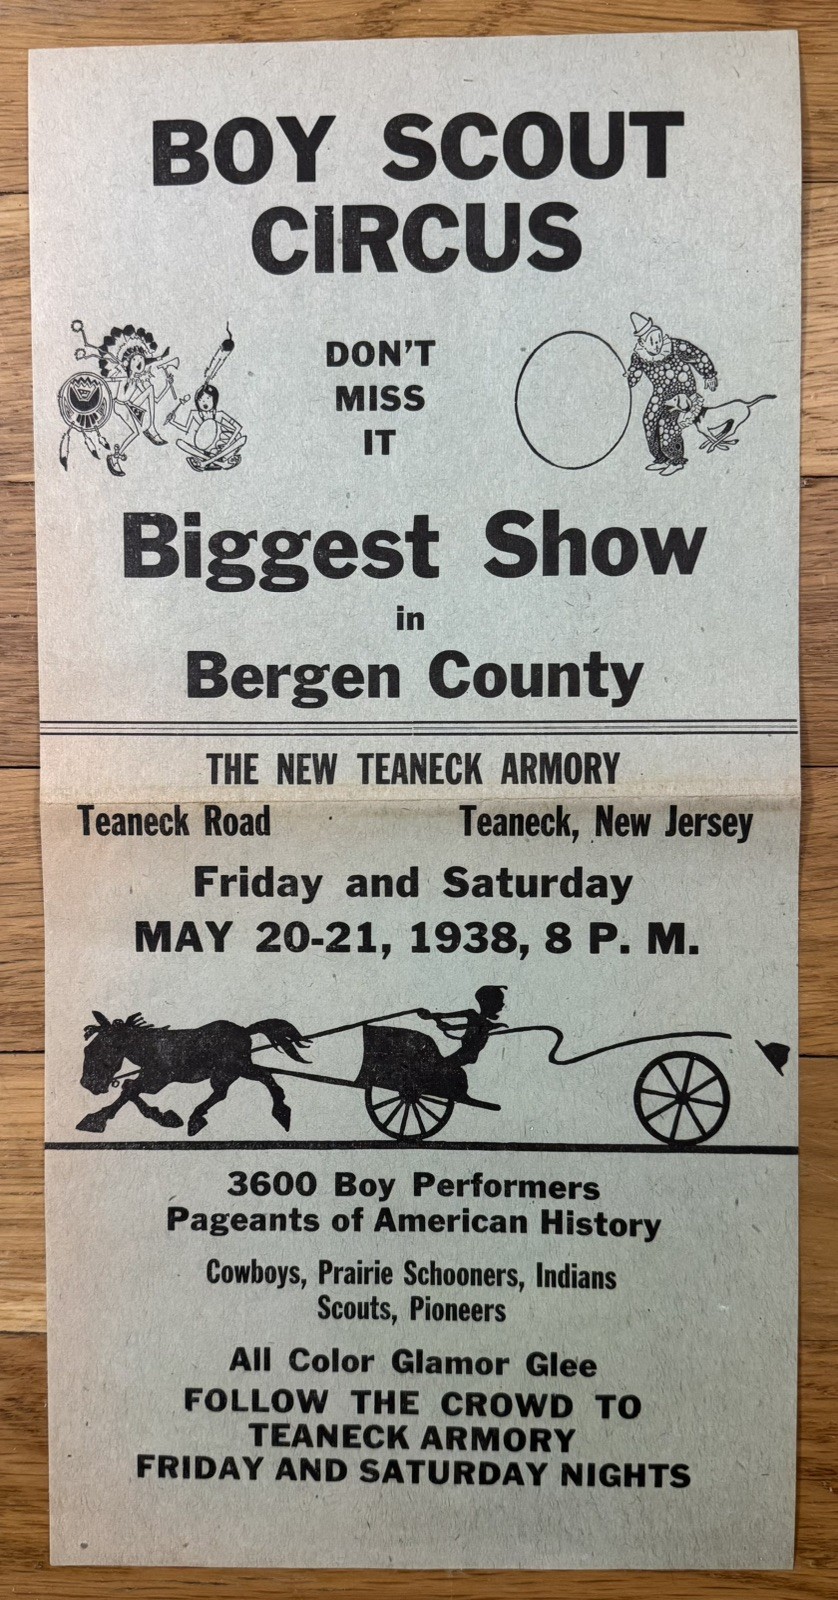 BOY SCOUT
CIRCUS
DON'T
MISS
IT
Biggest Show
in
Bergen County
THE NEW TEANECK ARMORY
Teaneck Road Teaneck, New Jersey
Friday and Saturday
MAY 20-21, 1938, 8 P. M.
3600 Boy Performers
Pageants of American History
Cowboys, Prairie Schooners, Indians
Scouts, Pioneers
All Color Glamor Glee
FOLLOW THE CROWD TO
TEANECK ARMORY
FRIDAY AND SATURDAY NIGHTS